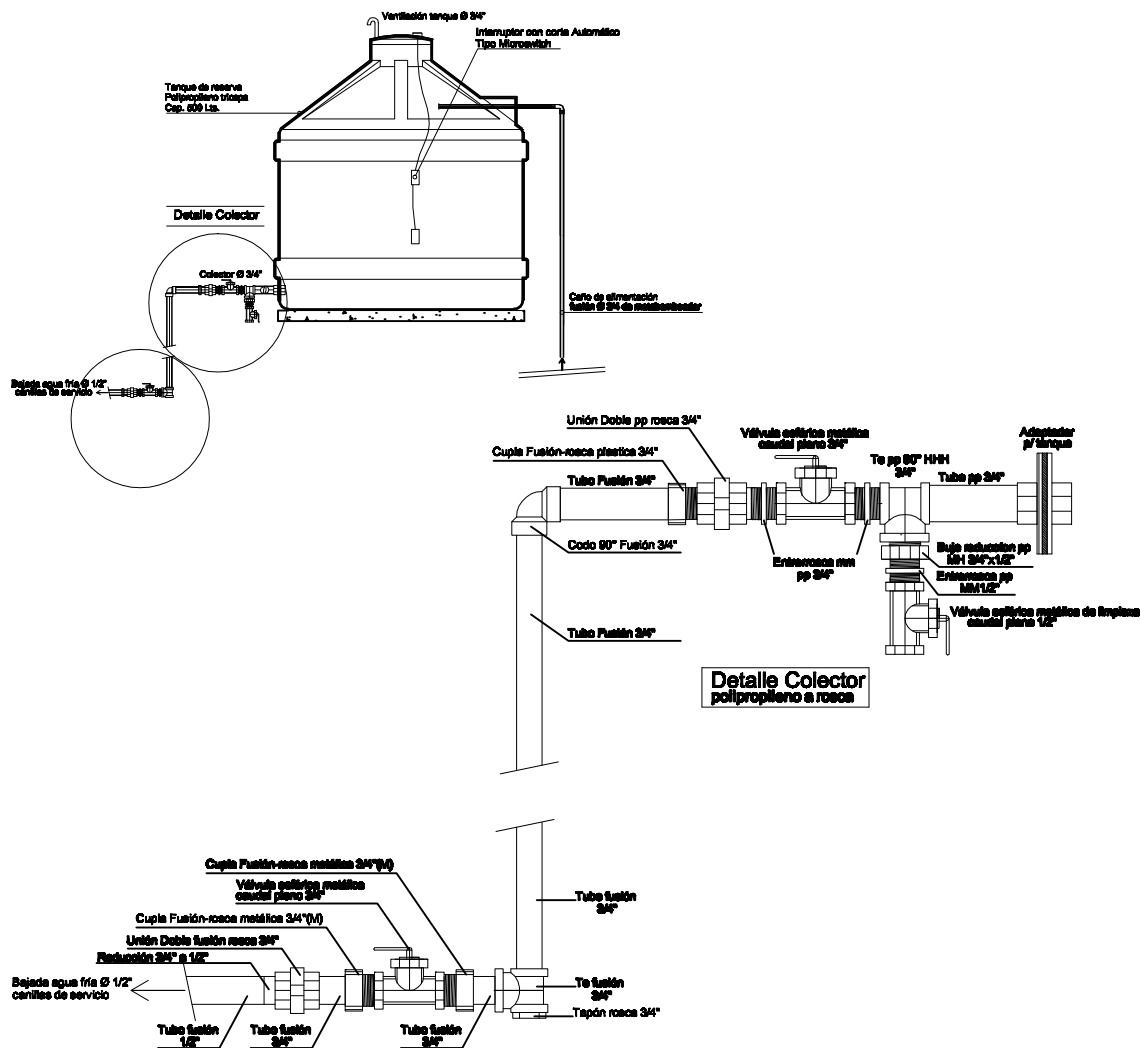 Ventilación tanque Ø 3/4"
Interruptor con corte Automático
Tipo Microswitch
Tanque de reserva
Polipropileno tricapa
Cap. 500 Lts.
Detalle Colector
Colector Ø 3/4"
Caño de alimentación
fusión Ø 3/4 de motobombeador
Bajada agua fría Ø 1/2"
canillas de servicio
Unión Doble pp rosca 3/4"
Válvula esférica metálica
caudal pleno 3/4"
Adaptador
p/ tanque
Cupla Fusión-rosca plastica 3/4"
Te pp 90° HHH
3/4"
Tubo Fusión 3/4"
Tubo pp 3/4"
Codo 90° Fusión 3/4"
Entrerrosca mm
pp 3/4"
Buje reduccion pp
MH 3/4"x1/2"
Entrerrosca pp
MM1/2"
Válvula esférica metálica de limpieza
caudal pleno 1/2"
Tubo Fusión 3/4"
Detalle Colector
polipropileno a rosca
Cupla Fusión-rosca metálica 3/4"(M)
Válvula esférica metálica
caudal pleno 3/4"
Cupla Fusión-rosca metálica 3/4"(M)
Unión Doble fusión rosca 3/4"
Reducción 3/4" a 1/2"
Tubo fusión
3/4"
Bajada agua fría Ø 1/2"
canillas de servicio
Te fusión
3/4"
Tapón rosca 3/4"
Tubo fusión
1/2"
Tubo fusión
3/4"
Tubo fusión
3/4"